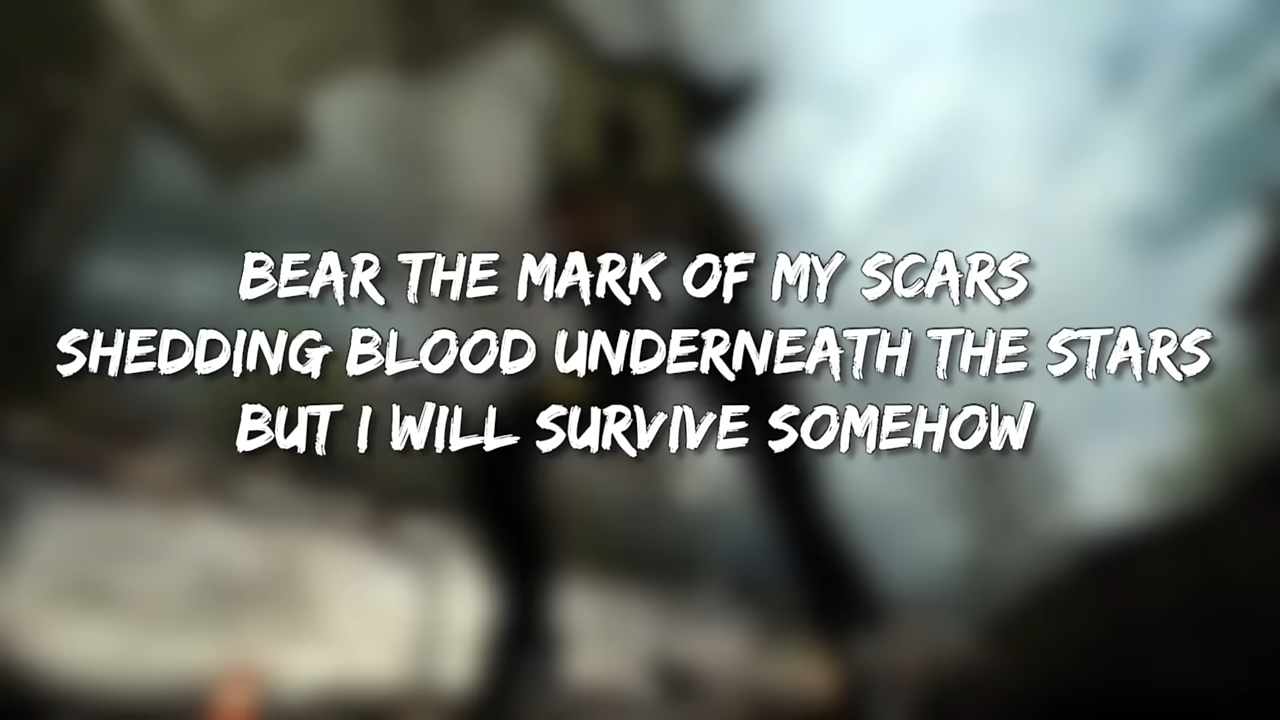 BEAR THE MARK OF MY SCARS
SHEDDING BLOOD UNDERNEATH THE STARS
BUT I WILL SURVIVE SOMEHOW